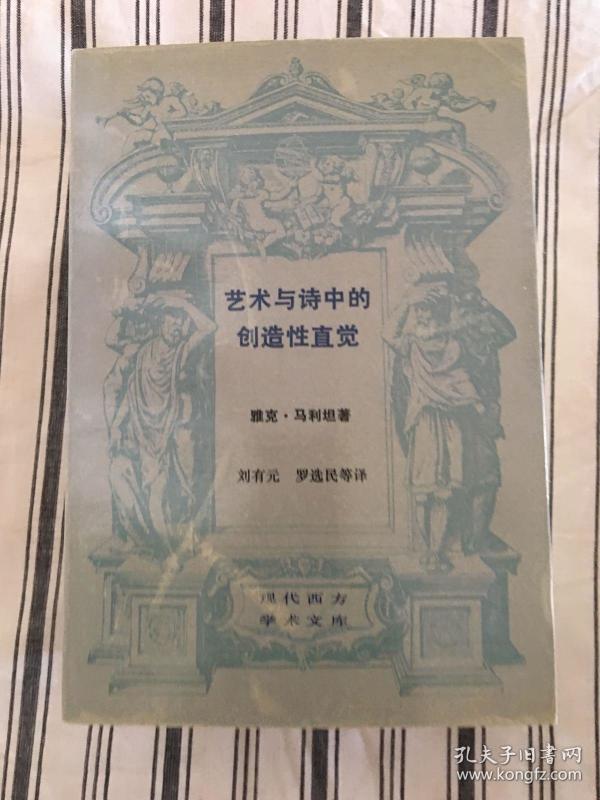 艺术与诗中的
创造性直觉
雅克·马利坦著
刘有元 罗选民等译
现代西方
学术文库
孔夫子旧书网
www.kongfz.com